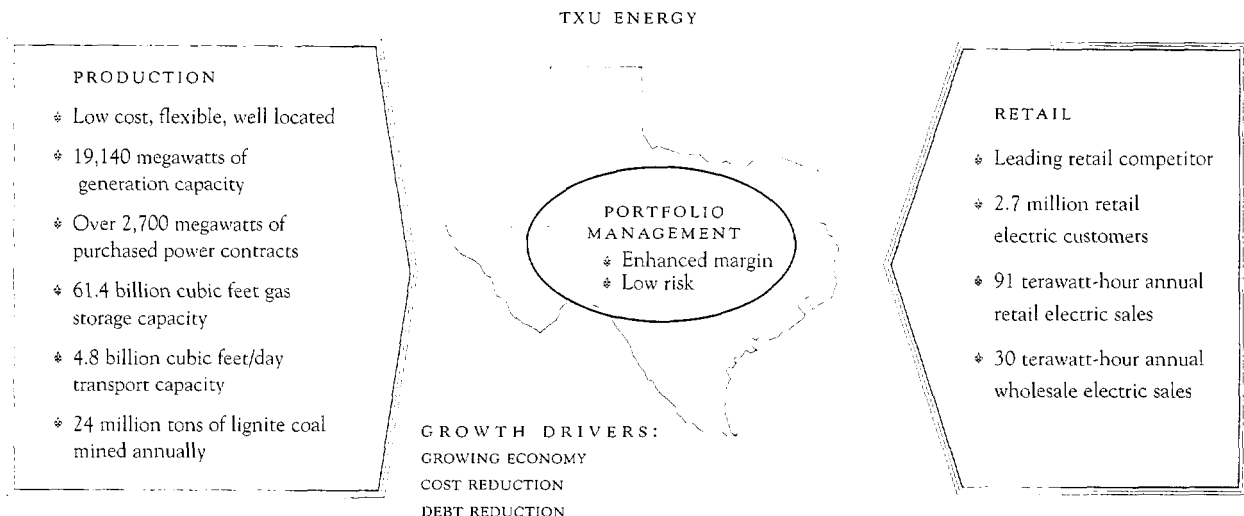 TXU ENERGY
PRODUCTION
Low cost, flexible, well located
19,140 megawatts of
generation capacity
Over 2,700 megawatts of
purchased power contracts
61.4 billion cubic feet gas
storage capacity
4.8 billion cubic feet/day
transport capacity
24 million tons of lignite coal
mined annually
PORTFOLIO
MANAGEMENT
Enhanced margin
Low risk
GROWTH DRIVERS:
GROWING ECONOMY
COST REDUCTION
DEBT REDUCTION
RETAIL
Leading retail competitor
2.7 million retail
electric customers
91 terawatt-hour annual
retail electric sales
30 terawatt-hour annual
wholesale electric sales